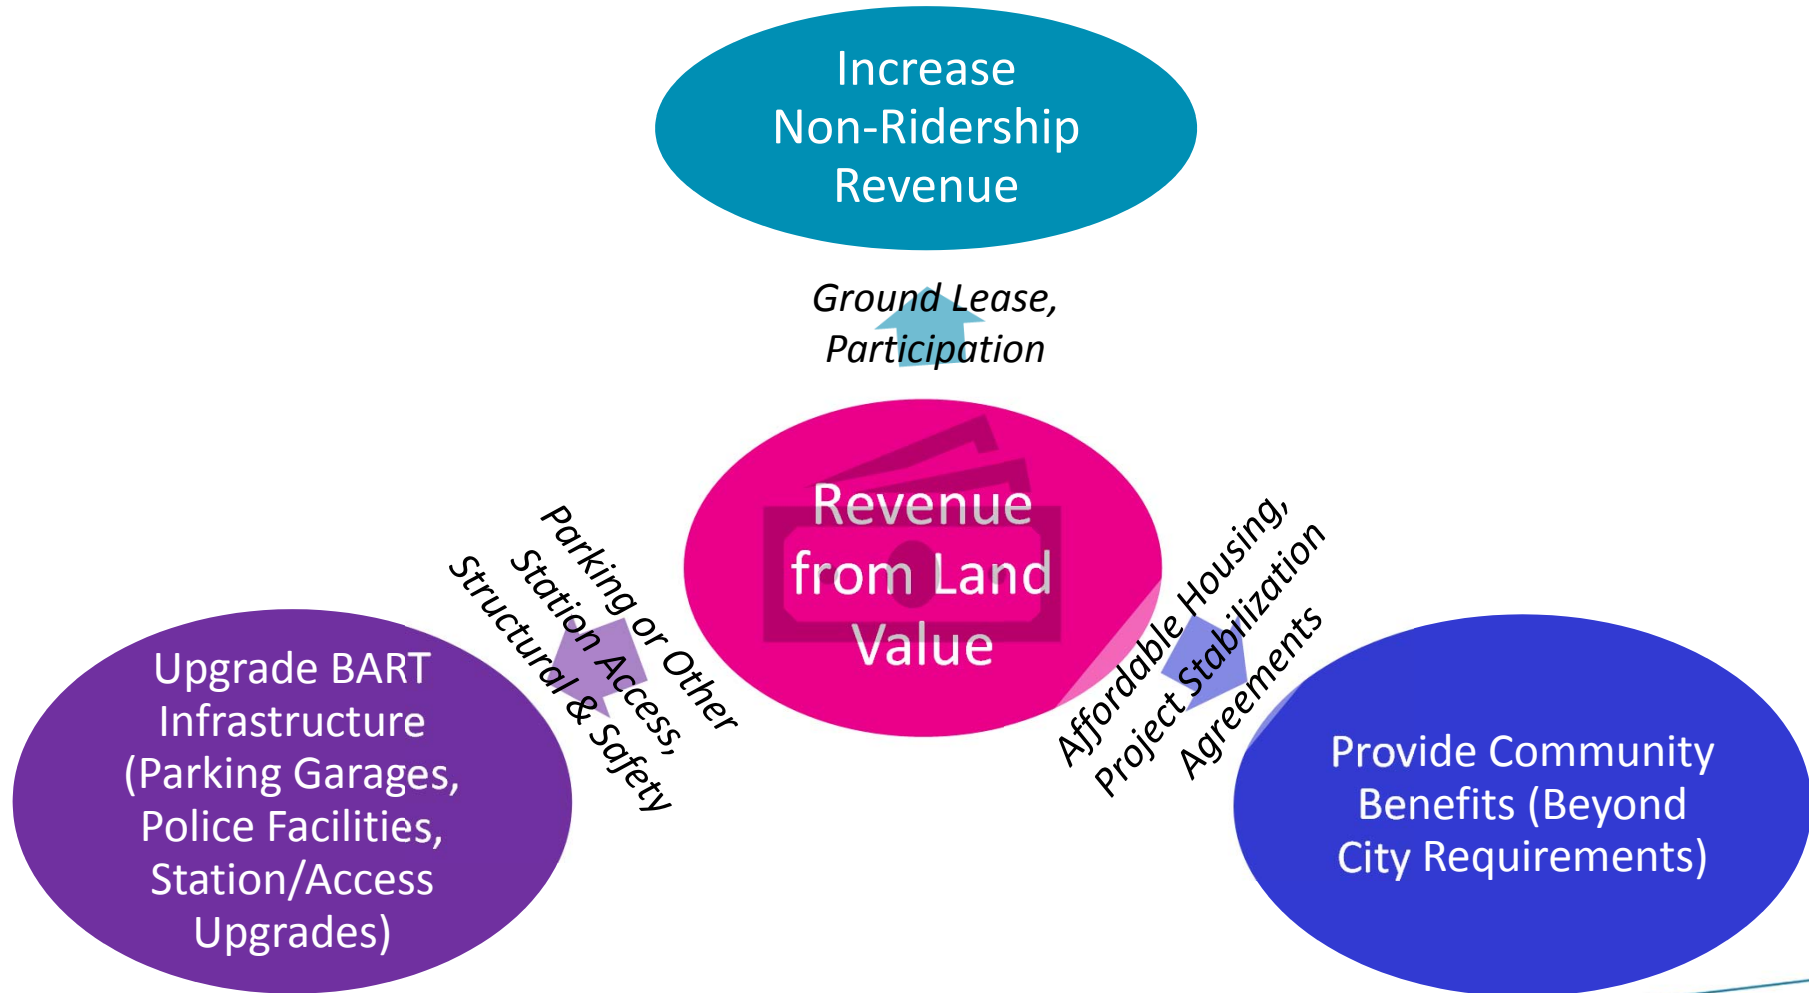 Increase
Non-Ridership
Revenue
Ground Lease,
Participation
Revenue
from Land
Value
Parking or Other
Station Access,
Structural & Safety
Affordable Housing,
Project Stabilization
Agreements
Upgrade BART
Infrastructure
(Parking Garages,
Police Facilities,
Station/Access
Upgrades)
Provide Community
Benefits (Beyond
City Requirements)